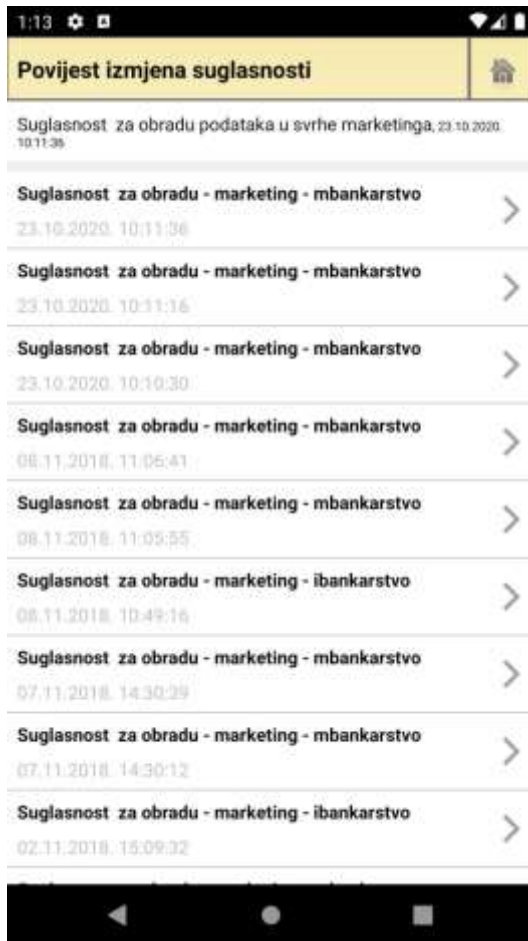 1:13
Povijest izmjena suglasnosti
Suglasnost za obradu podataka u svrhe marketinga, 23.10.2020.
10:11:36
Suglasnost za obradu - marketing - mbankarstvo
23.10.2020. 10:11:36
Suglasnost za obradu - marketing - mbankarstvo
23.10.2020. 10:11:16
Suglasnost za obradu - marketing - mbankarstvo
23.10.2020. 10:10:30
Suglasnost za obradu - marketing - mbankarstvo
08.11.2018. 11:06:41
Suglasnost za obradu - marketing - mbankarstvo
08.11.2018. 11:05:55
Suglasnost za obradu - marketing - ibankarstvo
08.11.2018. 10:49:16
Suglasnost za obradu - marketing - mbankarstvo
07.11.2018. 14:30:39
Suglasnost za obradu - marketing - mbankarstvo
07.11.2018. 14:30:12
Suglasnost za obradu - marketing - ibankarstvo
02.11.2018. 15:09:32